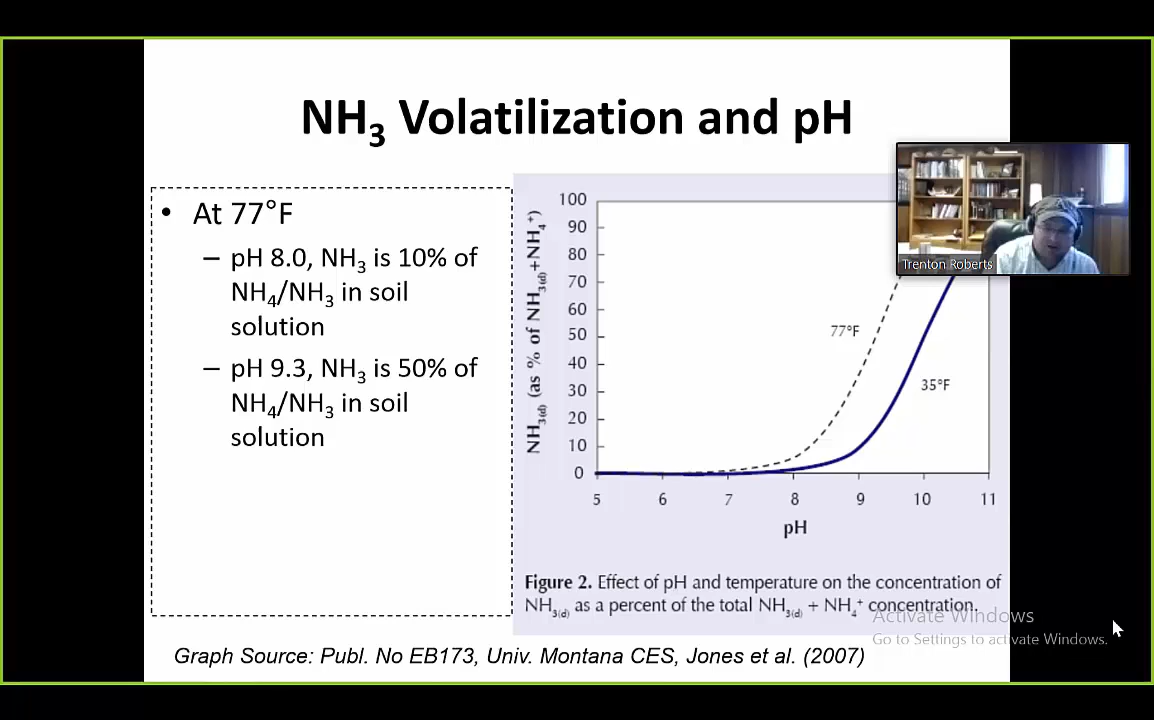 NH₃ Volatilization and pH
• At 77°F
– pH 8.0, NH₃ is 10% of
NH₄/NH₃ in soil
solution
– pH 9.3, NH₃ is 50% of
NH₄/NH₃ in soil
solution
NH₃₍d₎ (as % of NH₃₍d₎+NH₄⁺)
100
90
80
70
60
50
40
30
20
10
0
77°F
35°F
5 6 7 8 9 10 11
pH
Trenton Roberts
Figure 2. Effect of pH and temperature on the concentration of
NH₃₍d₎ as a percent of the total NH₃₍d₎ + NH₄⁺ concentration.
Activate Windows
Go to Settings to activate Windows.
Graph Source: Publ. No EB173, Univ. Montana CES, Jones et al. (2007)